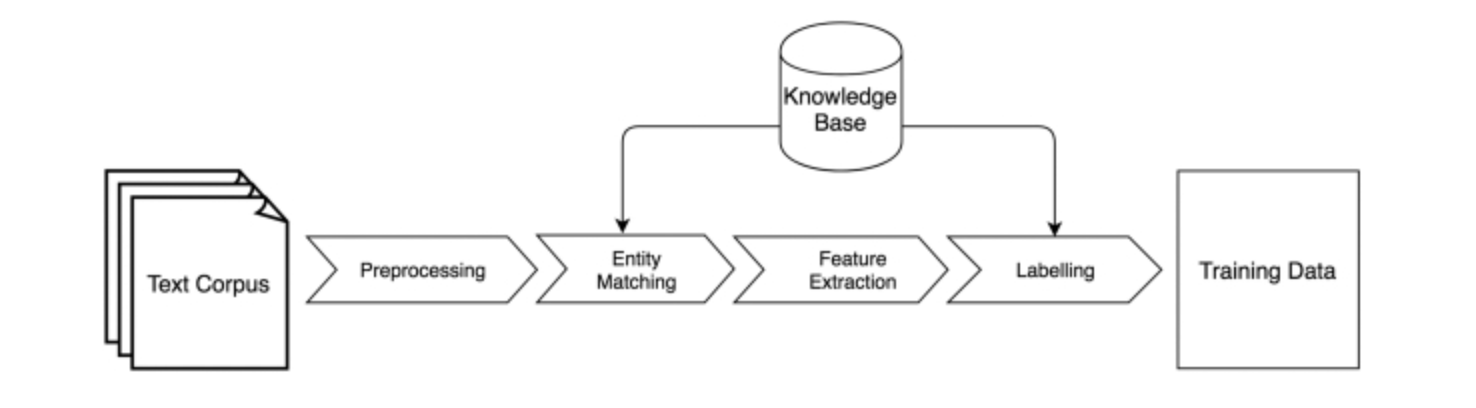 Knowledge
Base
Text Corpus
Preprocessing
Entity
Matching
Feature
Extraction
Labelling
Training Data